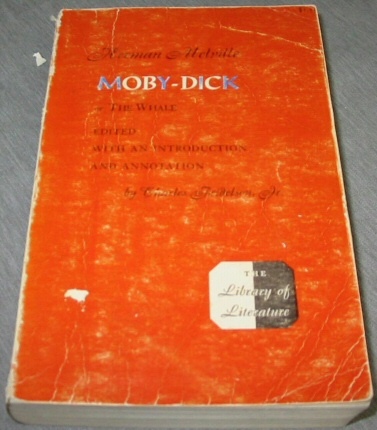 Herman Melville
MOBY-DICK
or THE WHALE
EDITED
WITH AN INTRODUCTION
AND ANNOTATION
by Charles Feidelson, Jr.
THE
Library of
Literature